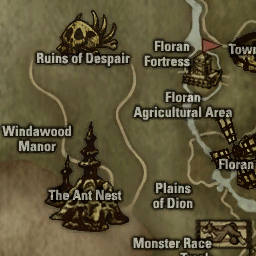 Ruins of Despair
Floran
Fortress
Town
Floran
Agricultural Area
Windawood
Manor
Floran
The Ant Nest
Plains
of Dion
Monster Race